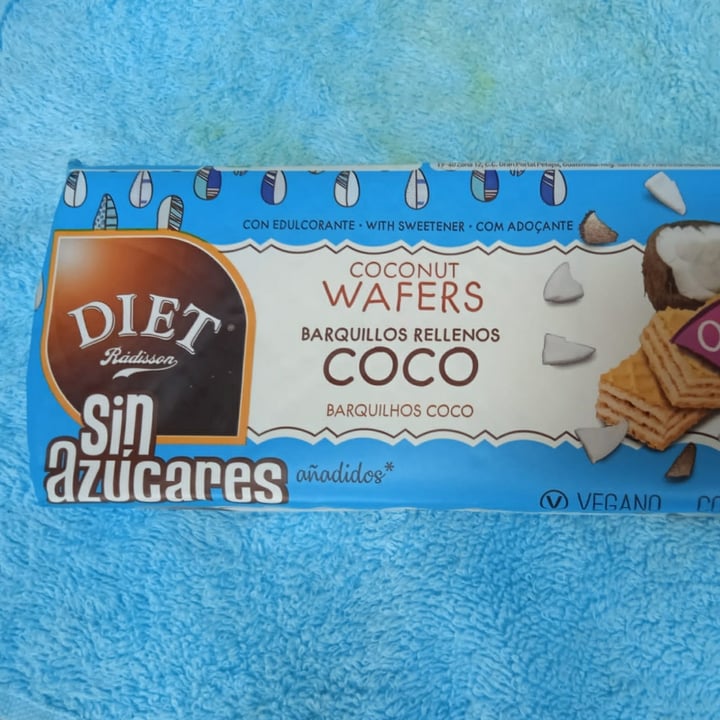 CON EDULCORANTE · WITH SWEETENER · COM ADOÇANTE
COCONUT
WAFERS
BARQUILLOS RELLENOS
COCO
BARQUILHOS COCO
DIET®
Rádisson
Sin
azúcares
añadidos*
VEGANO